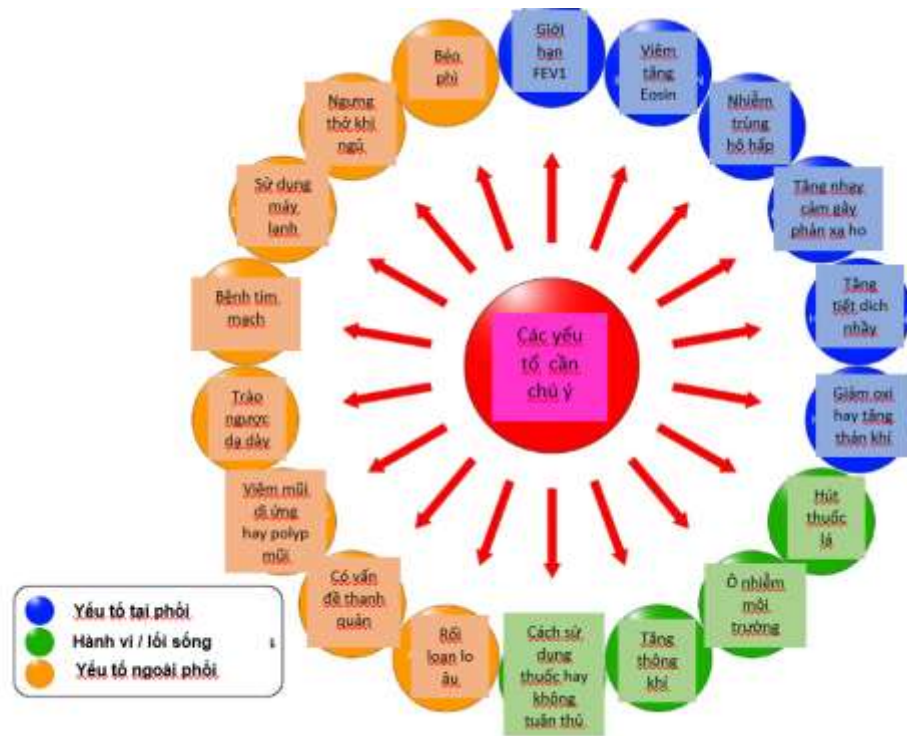 Giới
hạn
FEV1
Viêm
tăng
Eosin
Nhiễm
trùng
hô hấp
Tăng nhạy
cảm gây
phản xạ ho
Tăng
tiết dich
nhầy
Giảm oxi
hay tăng
thán khí
Hút
thuốc
lá
Ô nhiễm
môi
trường
Tăng
thông
khí
Cách sử
dụng
thuốc hay
không
tuân thủ
Rối
loạn lo
âu
Có vấn
đề thanh
quản
Viêm mũi
dị ứng
hay polyp
mũi
Trào
ngược
dạ dày
Bệnh tim
mạch
Sử dụng
máy
lạnh
Ngưng
thở khi
ngủ
Béo
phì
Các yếu
tố cần
chú ý
Yếu tố tại phổi
Hành vi / lối sống
Yếu tố ngoài phổi